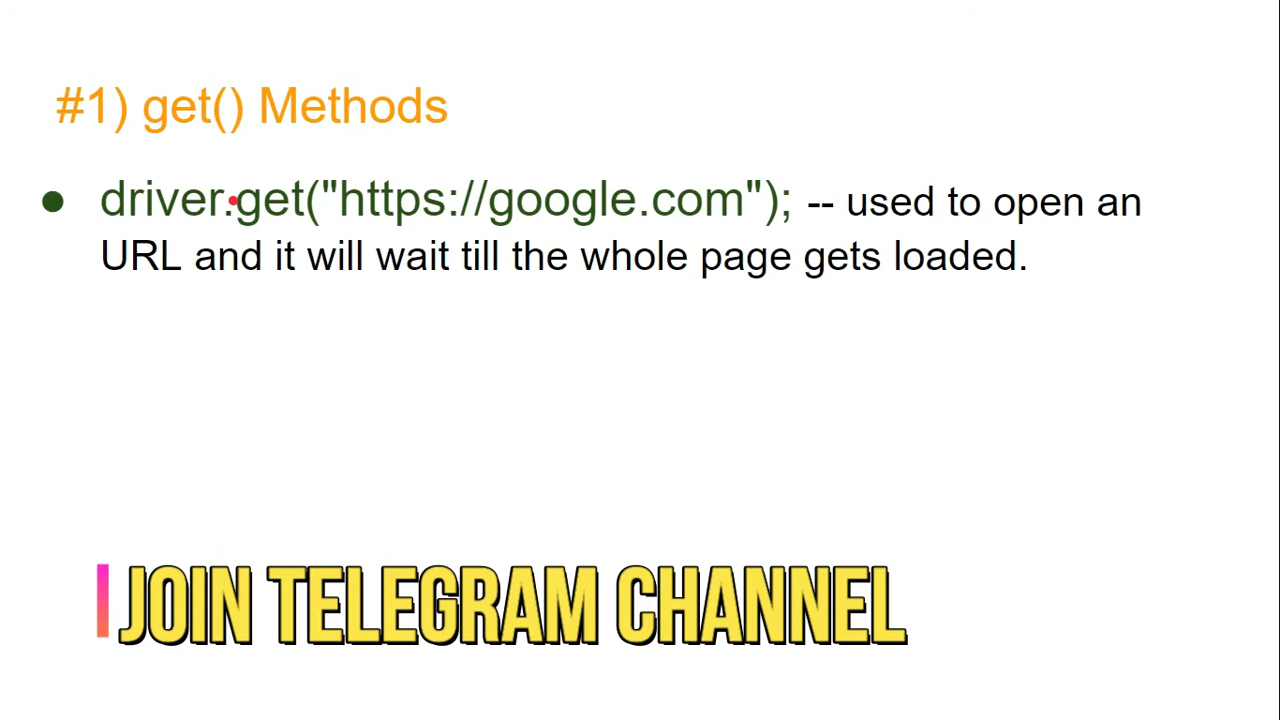 #1) get() Methods
● driver.get("https://google.com"); -- used to open an
URL and it will wait till the whole page gets loaded.
JOIN TELEGRAM CHANNEL